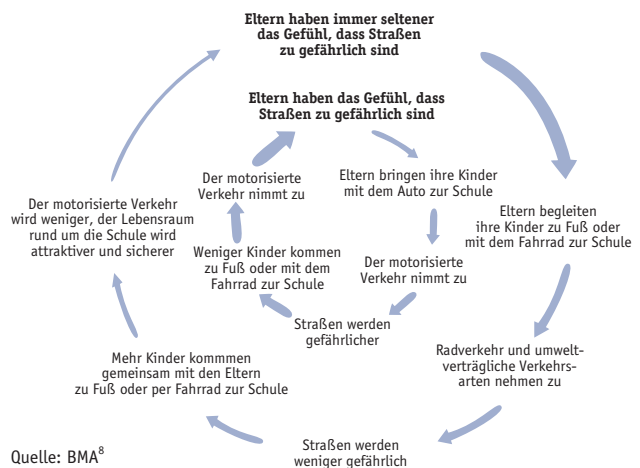 Eltern haben immer seltener
das Gefühl, dass Straßen
zu gefährlich sind
Eltern haben das Gefühl, dass
Straßen zu gefährlich sind
Der motorisierte
Verkehr nimmt zu
Eltern bringen ihre Kinder
mit dem Auto zur Schule
Der motorisierte Verkehr
wird weniger, der Lebensraum
rund um die Schule wird
attraktiver und sicherer
Eltern begleiten
ihre Kinder zu Fuß oder
mit dem Fahrrad zur Schule
Weniger Kinder kommen
zu Fuß oder mit dem
Fahrrad zur Schule
Der motorisierte
Verkehr nimmt zu
Straßen werden
gefährlicher
Mehr Kinder kommmen
gemeinsam mit den Eltern
zu Fuß oder per Fahrrad zur Schule
Radverkehr und umwelt-
verträgliche Verkehrs-
arten nehmen zu
Straßen werden
weniger gefährlich
Quelle: BMA⁸